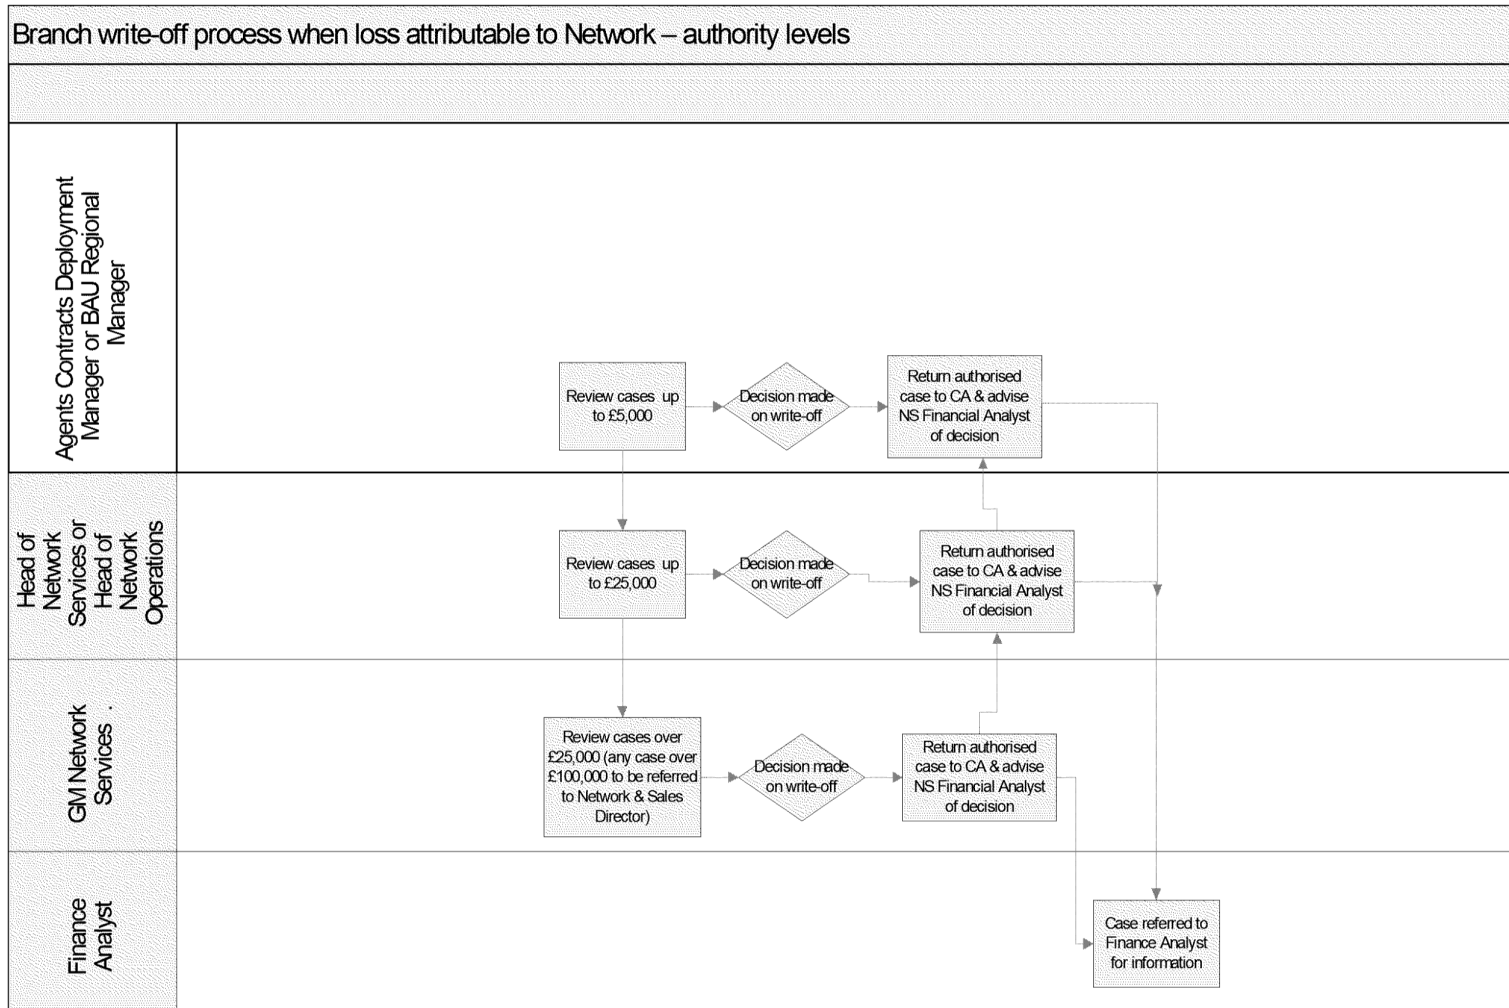 Branch write-off process when loss attributable to Network – authority levels
Agents Contracts Deployment
Manager or BAU Regional
Manager
Review cases up
to £5,000
Decision made
on write-off
Return authorised
case to CA & advise
NS Financial Analyst
of decision
Head of
Network
Services or
Head of
Network
Operations
Review cases up
to £25,000
Decision made
on write-off
Return authorised
case to CA & advise
NS Financial Analyst
of decision
GM Network
Services .
Review cases over
£25,000 (any case over
£100,000 to be referred
to Network & Sales
Director)
Decision made
on write-off
Return authorised
case to CA & advise
NS Financial Analyst
of decision
Finance
Analyst
Case referred to
Finance Analyst
for information